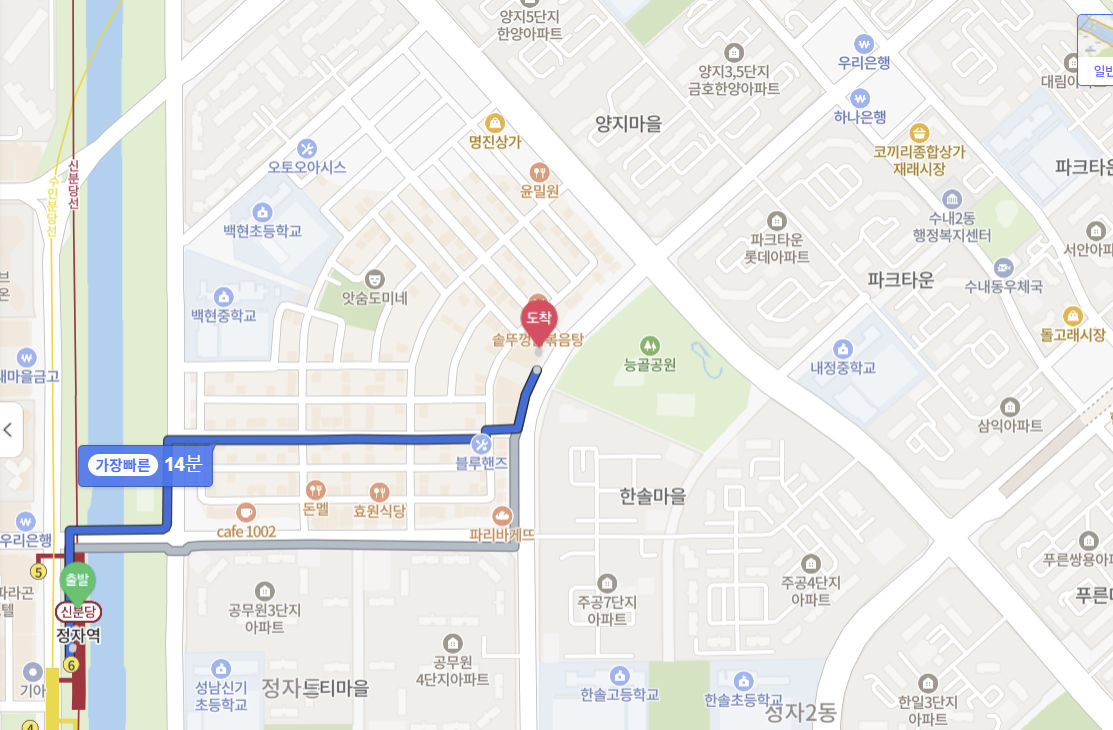 양지5단지
한양아파트
우리은행
일반
양지3,5단지
금호한양아파트
대림아
하나은행
양지마을
명진상가
코끼리종합상가
재래시장
오토오아시스
파크타운
신분당선
수인분당선
윤밀원
백현초등학교
수내2동
행정복지센터
파크타운
롯데아파트
서안아파
파크타운
수내동우체국
앗숨도미네
백현중학교
도착
솥뚜껑
볶음탕
돌고래시장
능골공원
내정중학교
새마을금고
삼익아파트
가장빠른 14분
블루핸즈
한솔마을
돈멜
효원식당
cafe 1002
파리바게뜨
우리은행
5
출발
신분당
정자역
6
파라곤
텔
공무원3단지
아파트
주공7단지
아파트
주공4단지
아파트
푸른쌍용아파
푸른마
공무원
4단지아파트
기아
성남신기
초등학교
정자동
느티마을
한솔고등학교
한솔초등학교
정자2동
한일3단지
아파트
4